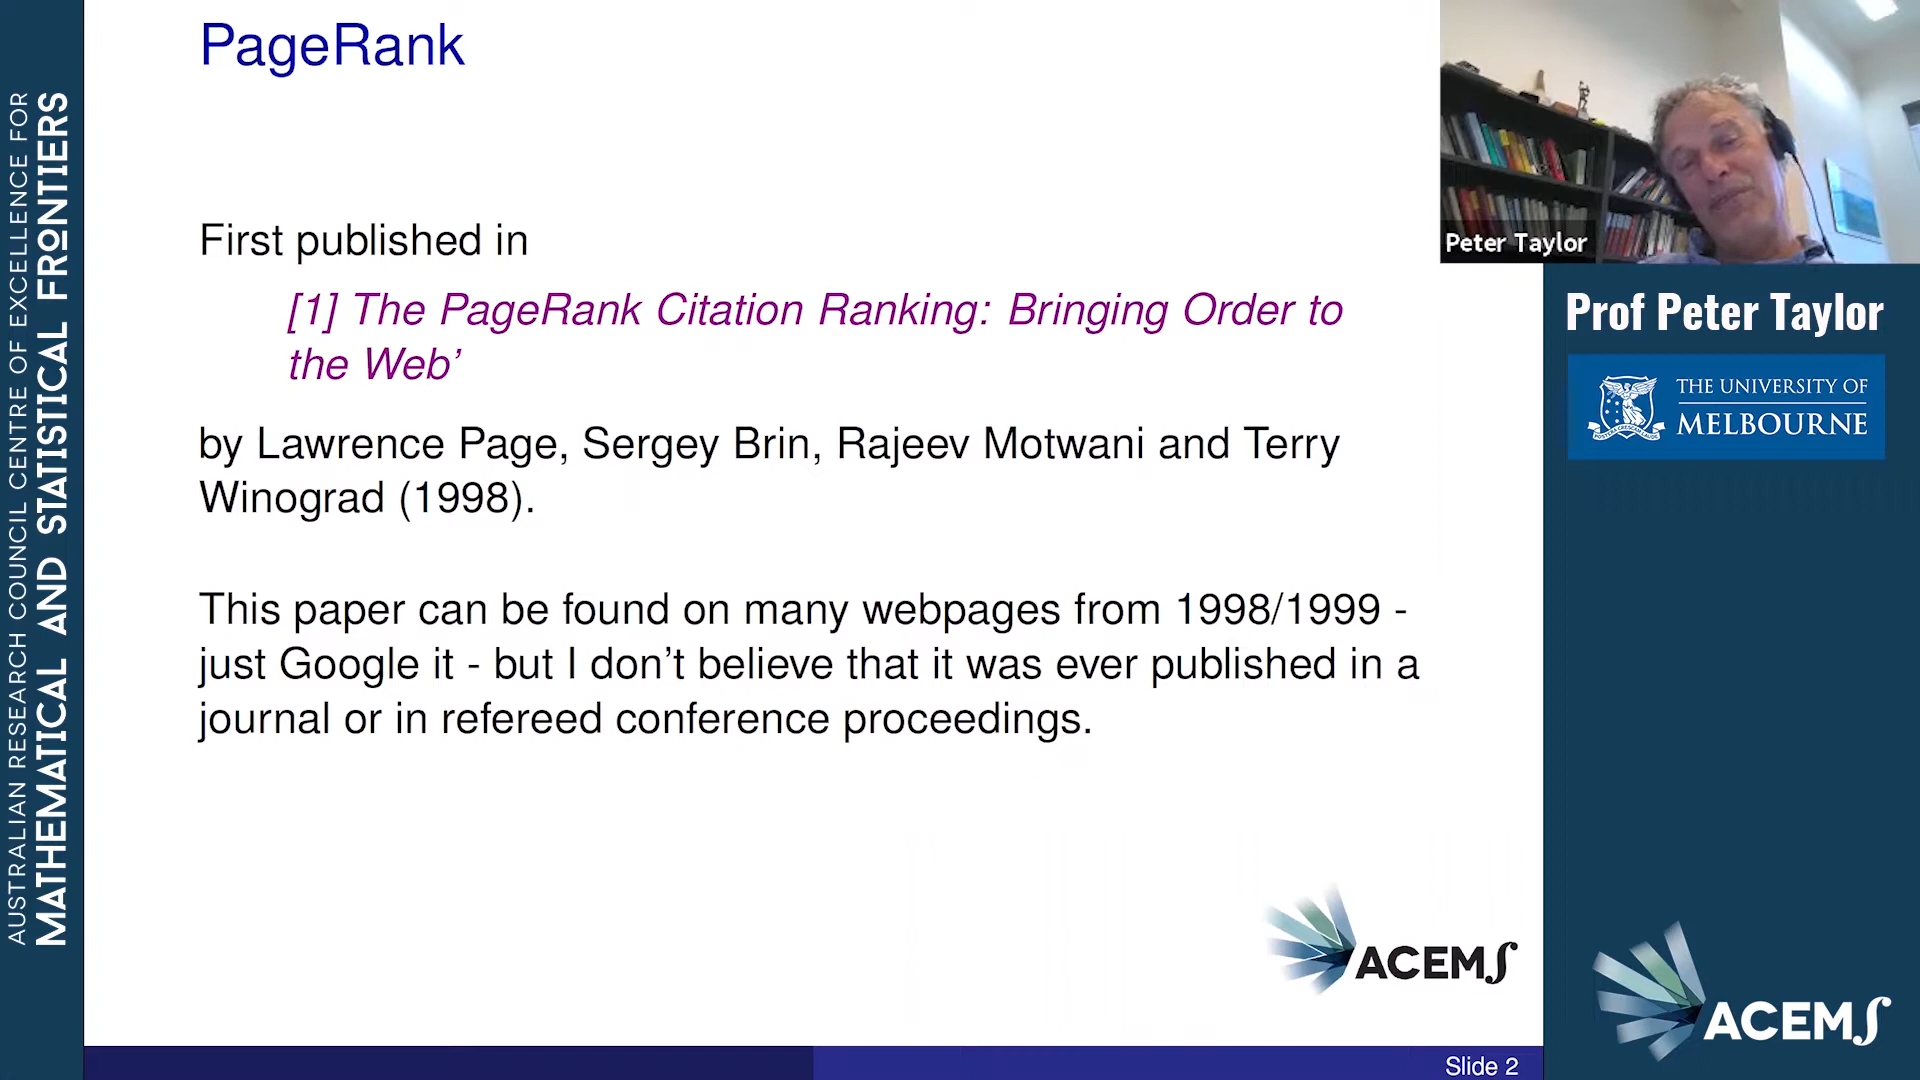 AUSTRALIAN RESEARCH COUNCIL CENTRE OF EXCELLENCE FOR
MATHEMATICAL AND STATISTICAL FRONTIERS
PageRank
First published in
[1] The PageRank Citation Ranking: Bringing Order to
the Web’
by Lawrence Page, Sergey Brin, Rajeev Motwani and Terry
Winograd (1998).
This paper can be found on many webpages from 1998/1999 -
just Google it - but I don’t believe that it was ever published in a
journal or in refereed conference proceedings.
ACEMS
Slide 2
Peter Taylor
Prof Peter Taylor
THE UNIVERSITY OF
MELBOURNE
ACEMS